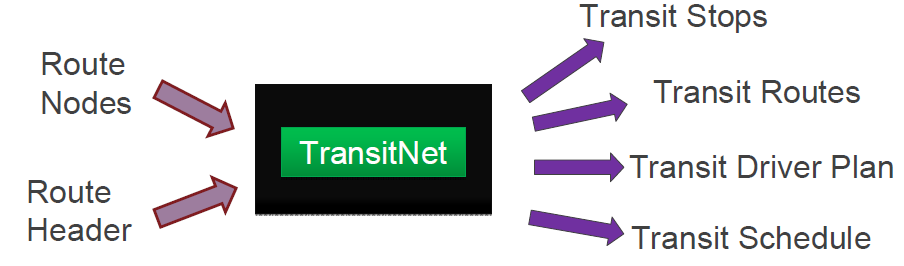 Route
Nodes
Route
Header
TransitNet
Transit Stops
Transit Routes
Transit Driver Plan
Transit Schedule